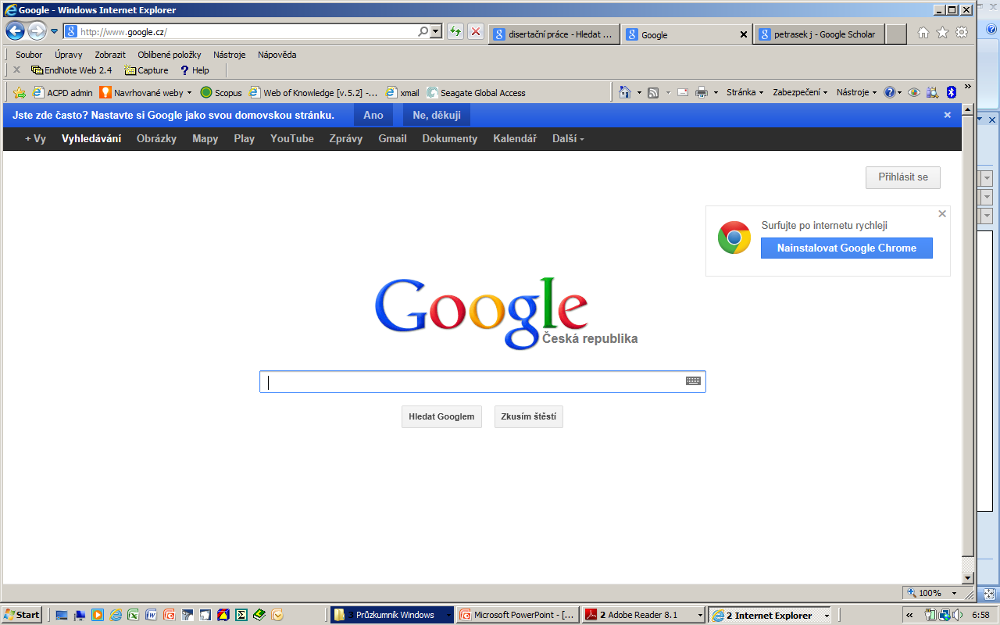 Google - Windows Internet Explorer
http://www.google.cz/
disertační práce - Hledat ...
Google
petrasek j - Google Scholar
Soubor Úpravy Zobrazit Oblíbené položky Nástroje Nápověda
EndNote Web 2.4 Capture ? Help
ACPD admin Navrhované weby Scopus Web of Knowledge [v.5.2] -... xmail Seagate Global Access
Stránka Zabezpečení Nástroje
Jste zde často? Nastavte si Google jako svou domovskou stránku. Ano Ne, děkuji
+ Vy Vyhledávání Obrázky Mapy Play YouTube Zprávy Gmail Dokumenty Kalendář Další
Přihlásit se
Surfujte po internetu rychleji
Nainstalovat Google Chrome
Google
Česká republika
Hledat Googlem Zkusím štěstí
100%
Start 3 Průzkumník Windows Microsoft PowerPoint - [... 2 Adobe Reader 8.1 2 Internet Explorer 6:58